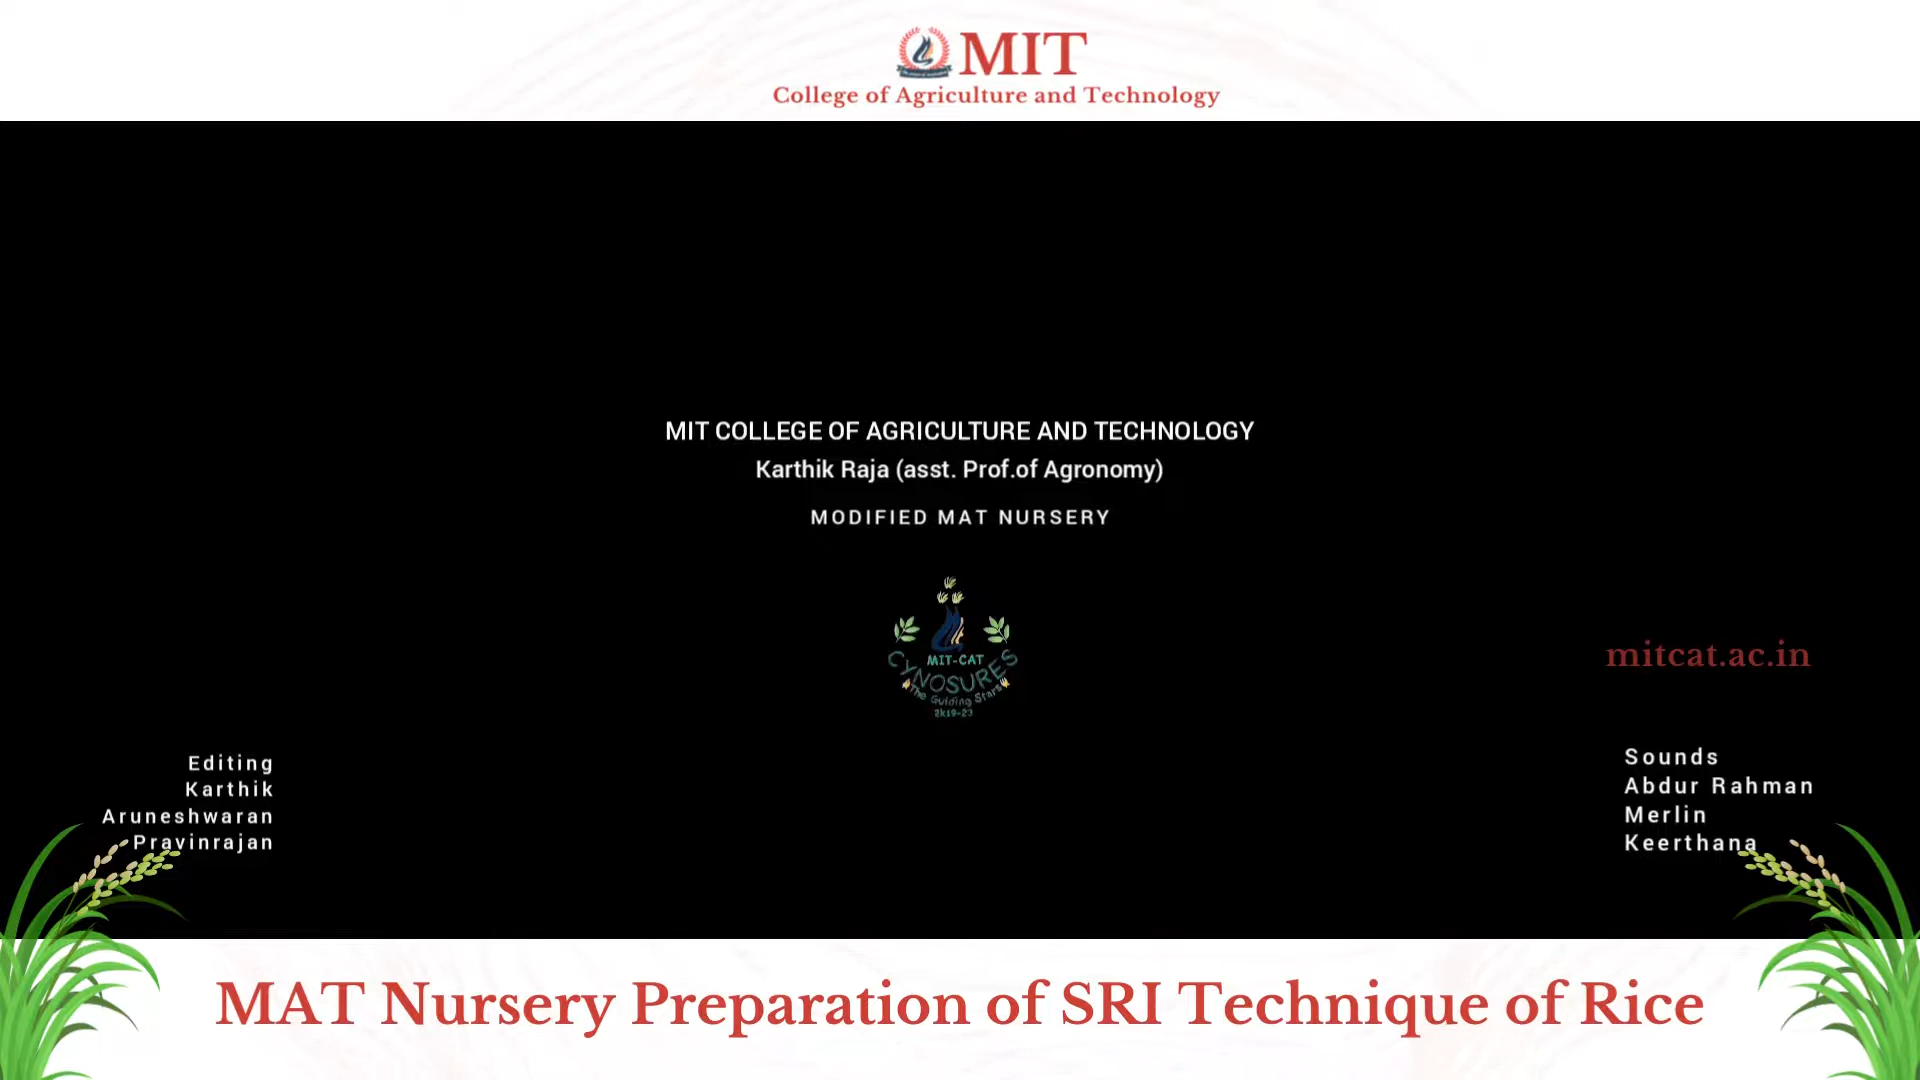 MIT
College of Agriculture and Technology
MIT COLLEGE OF AGRICULTURE AND TECHNOLOGY
Karthik Raja (asst. Prof.of Agronomy)
MODIFIED MAT NURSERY
MIT-CAT
CYNOSURES
The Guiding Stars
2k19-23
mitcat.ac.in
Editing
Karthik
Aruneshwaran
Pravinrajan
Sounds
Abdur Rahman
Merlin
Keerthana
MAT Nursery Preparation of SRI Technique of Rice